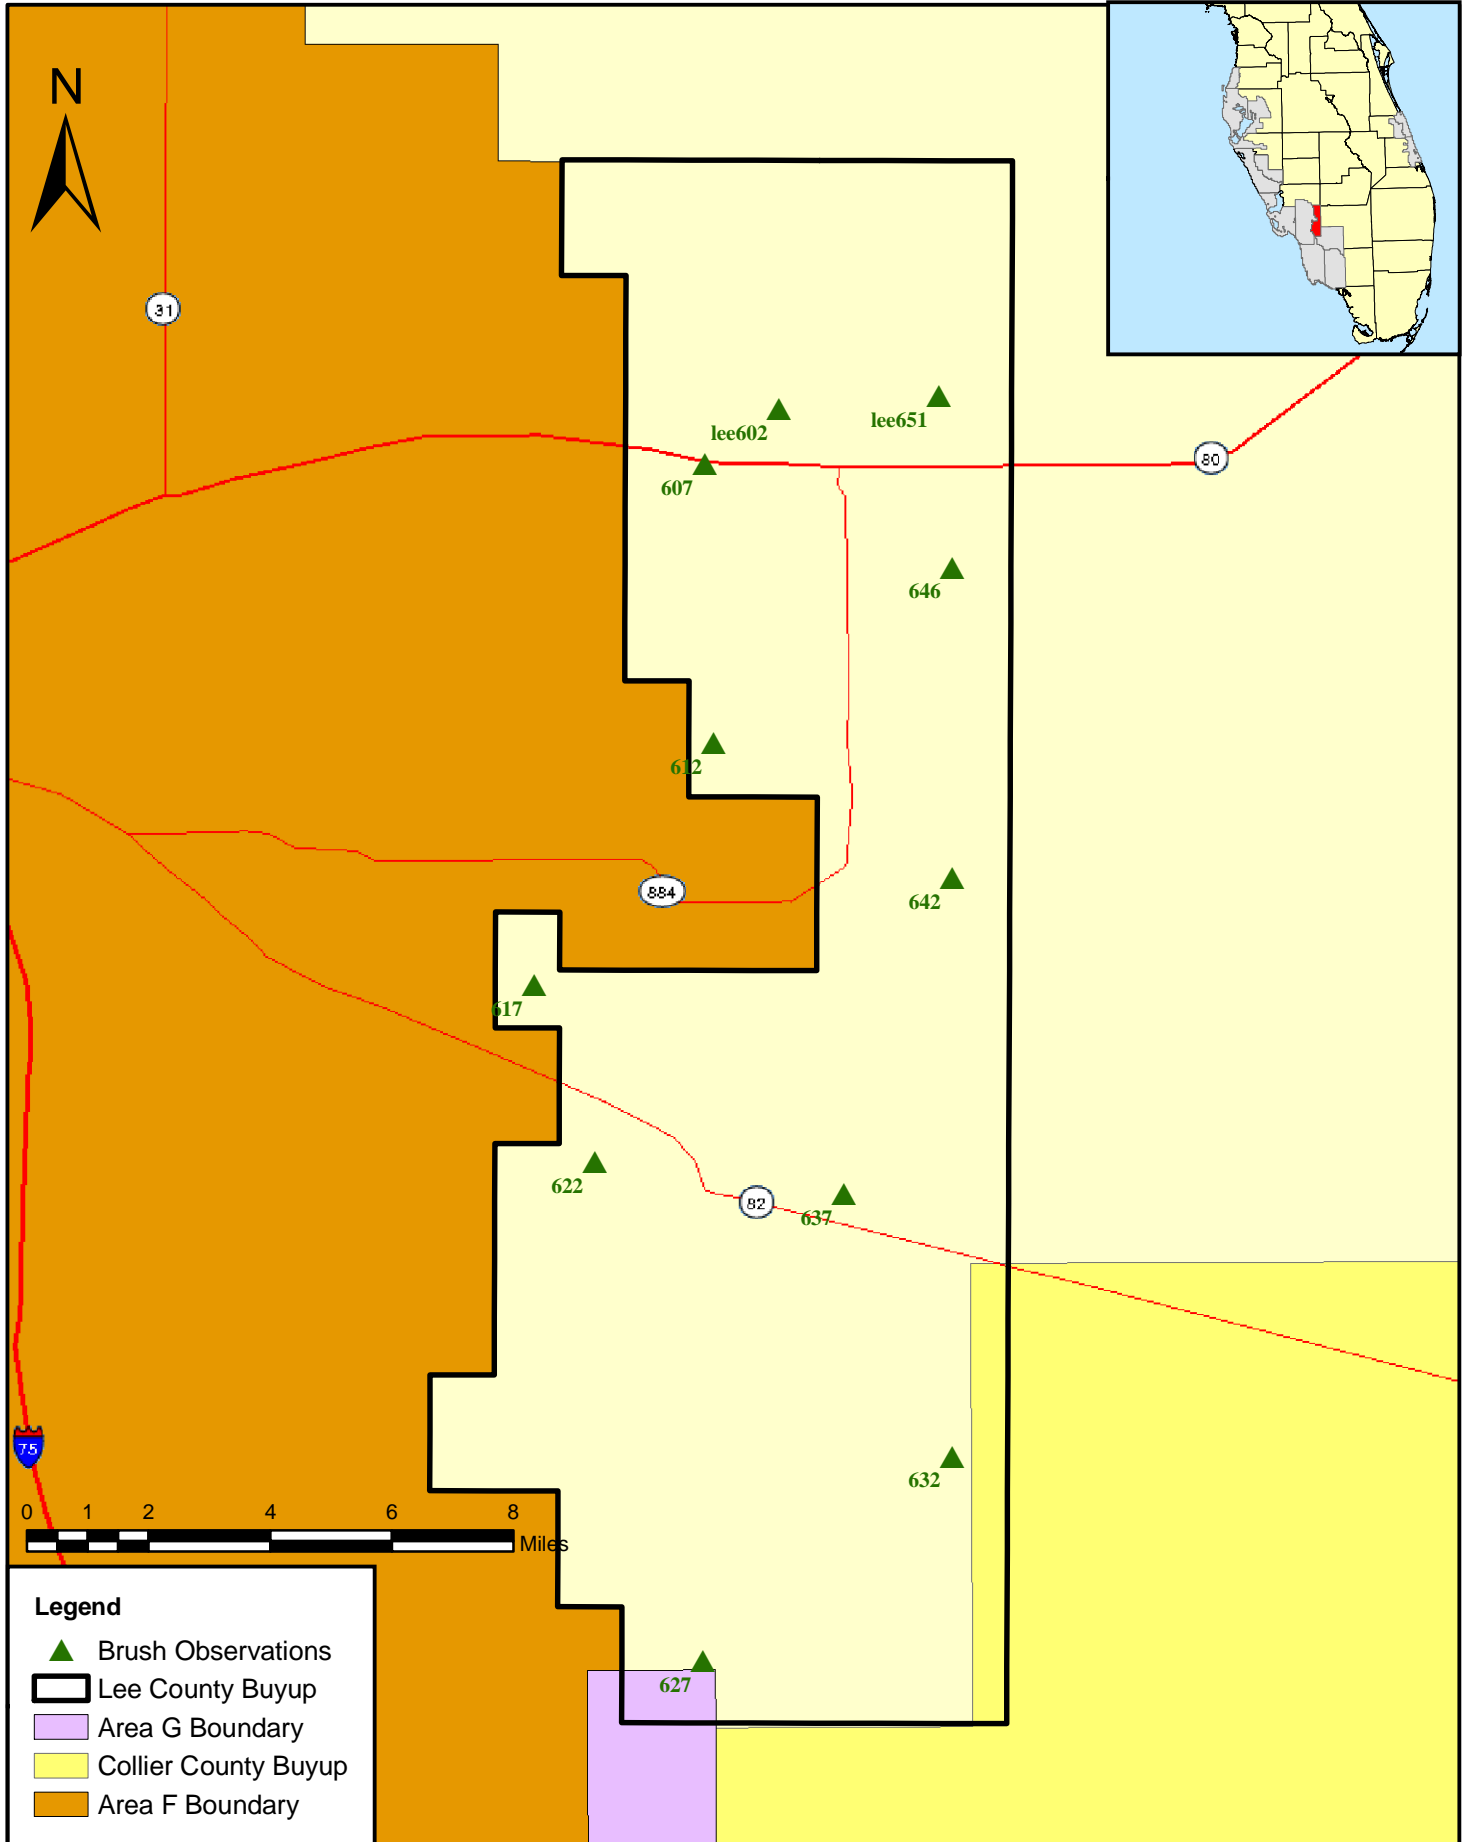 N
31
lee602
lee651
80
607
646
612
884
642
617
622
82
637
75
632
0 1 2 4 6 8
Miles
627
Legend
Brush Observations
Lee County Buyup
Area G Boundary
Collier County Buyup
Area F Boundary